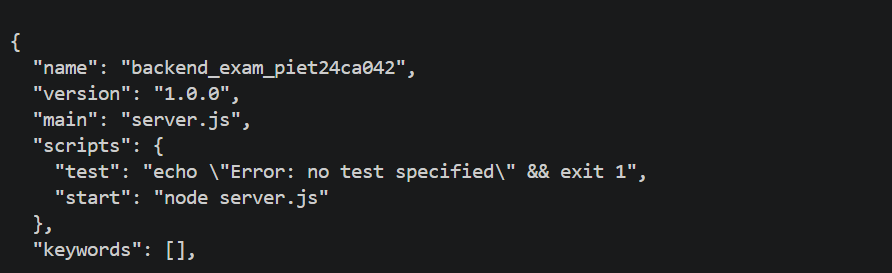 {
  "name": "backend_exam_piet24ca042",
  "version": "1.0.0",
  "main": "server.js",
  "scripts": {
    "test": "echo \"Error: no test specified\" && exit 1",
    "start": "node server.js"
  },
  "keywords": [],